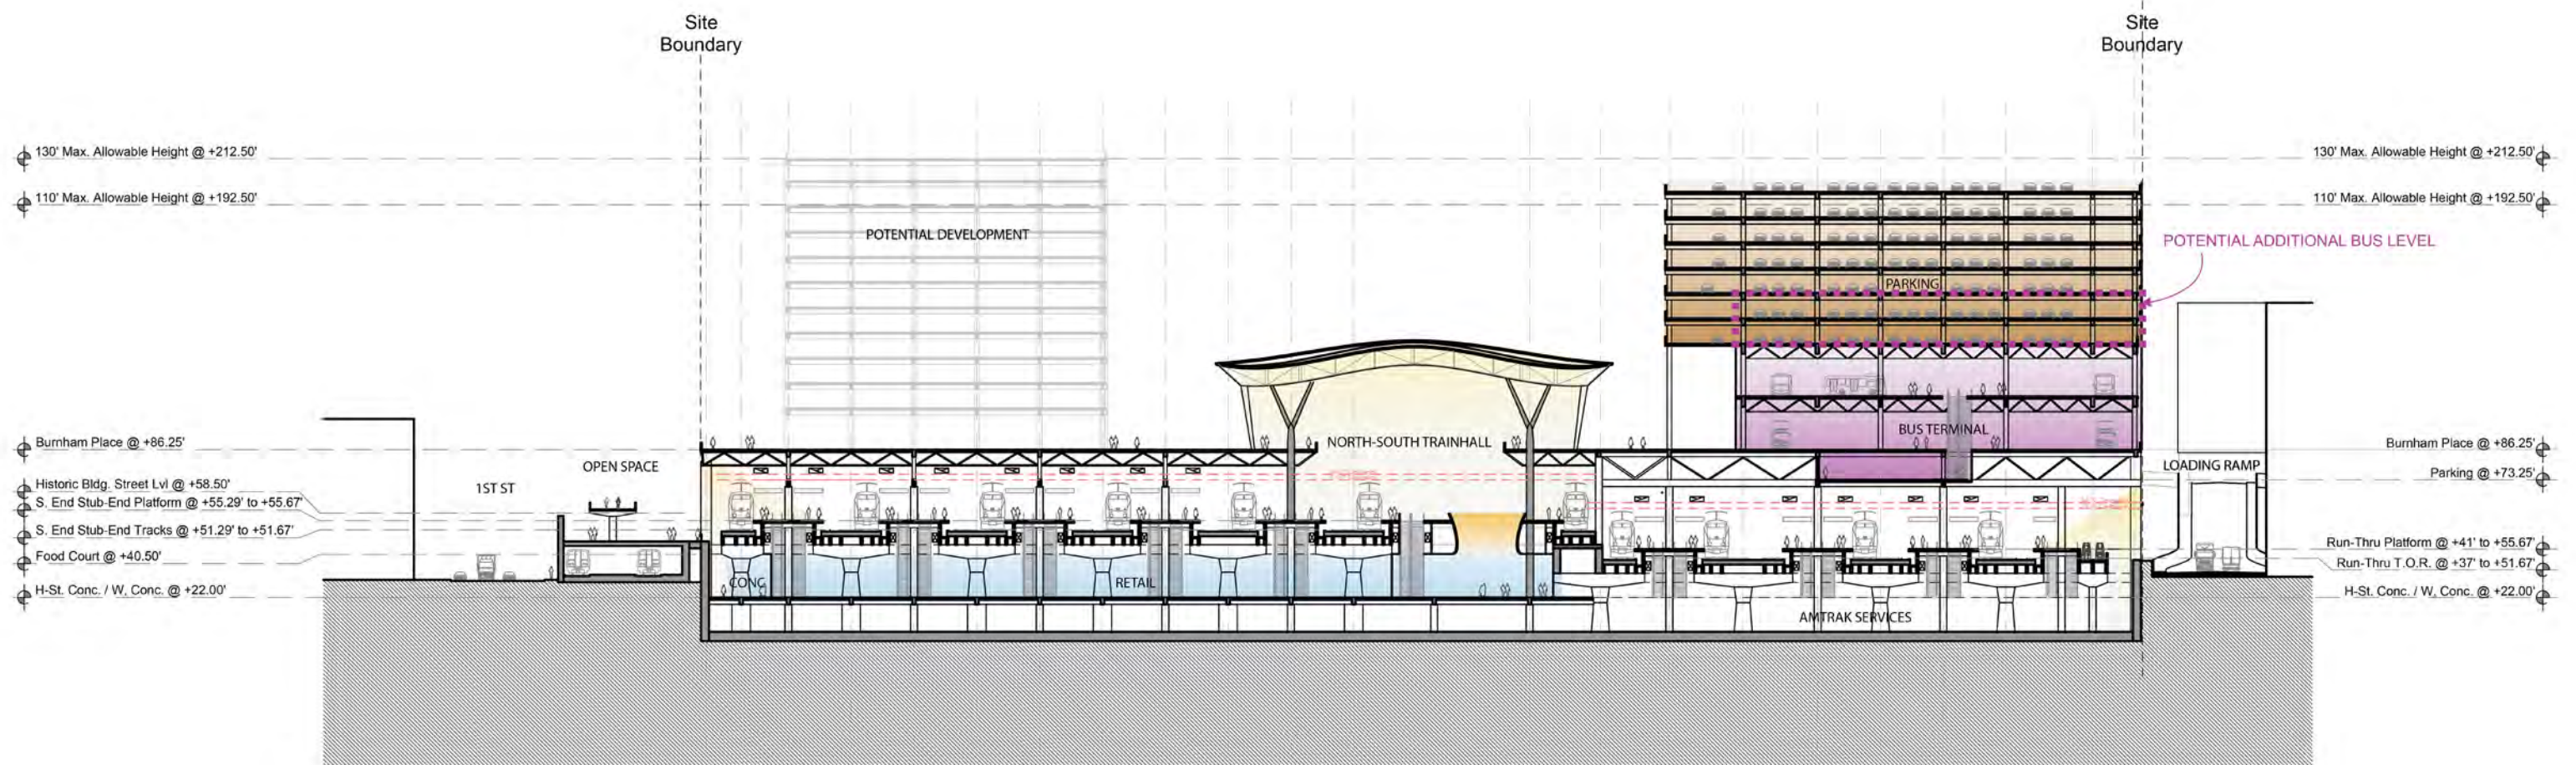 Site
Boundary
Site
Boundary
130' Max. Allowable Height @ +212.50'
130' Max. Allowable Height @ +212.50'
110' Max. Allowable Height @ +192.50'
110' Max. Allowable Height @ +192.50'
POTENTIAL DEVELOPMENT
POTENTIAL ADDITIONAL BUS LEVEL
PARKING
BUS TERMINAL
NORTH-SOUTH TRAINHALL
Burnham Place @ +86.25'
Burnham Place @ +86.25'
OPEN SPACE
LOADING RAMP
Parking @ +73.25'
1ST ST
Historic Bldg. Street Lvl @ +58.50'
S. End Stub-End Platform @ +55.29' to +55.67'
S. End Stub-End Tracks @ +51.29' to +51.67'
Run-Thru Platform @ +41' to +55.67'
Food Court @ +40.50'
Run-Thru T.O.R. @ +37' to +51.67'
CONC
RETAIL
H-St. Conc. / W. Conc. @ +22.00'
H-St. Conc. / W. Conc. @ +22.00'
AMTRAK SERVICES